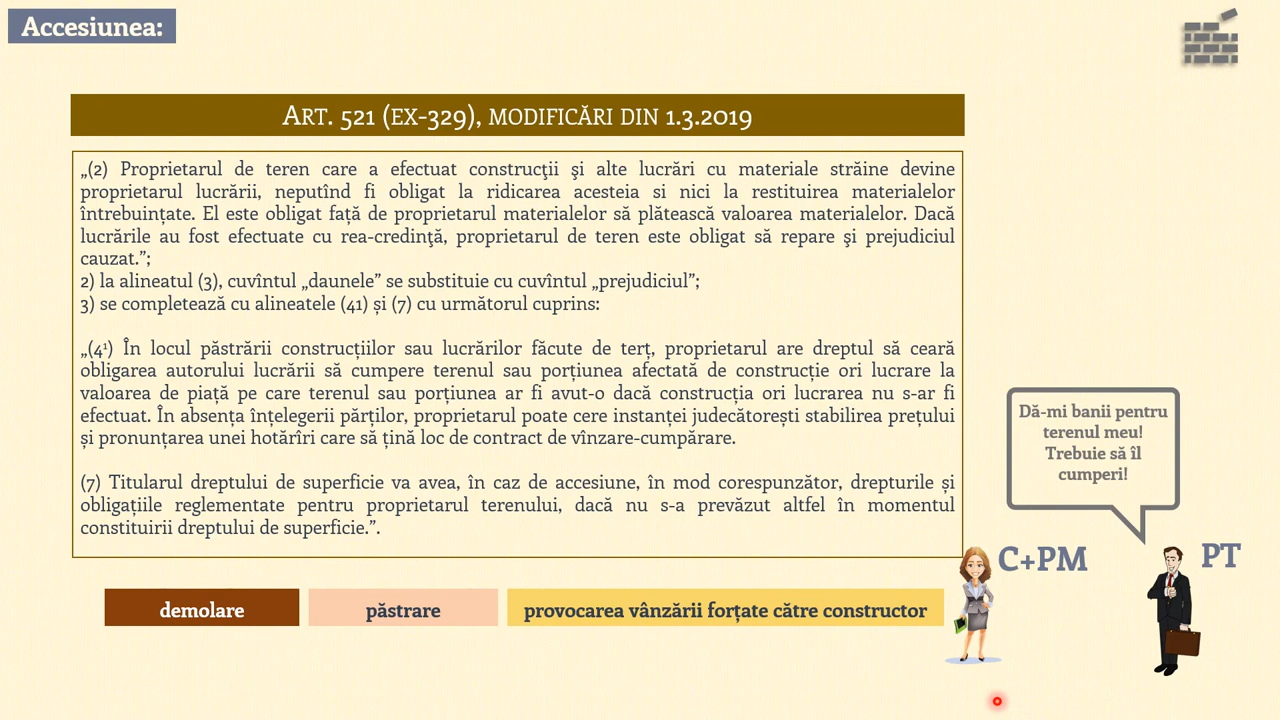 Accesiunea:
Art. 521 (ex-329), modificări din 1.3.2019
„(2) Proprietarul de teren care a efectuat construcţii şi alte lucrări cu materiale străine devine
proprietarul lucrării, neputînd fi obligat la ridicarea acesteia si nici la restituirea materialelor
întrebuințate. El este obligat față de proprietarul materialelor să plătească valoarea materialelor. Dacă
lucrările au fost efectuate cu rea-credinţă, proprietarul de teren este obligat să repare şi prejudiciul
cauzat.”;
2) la alineatul (3), cuvîntul „daunele” se substituie cu cuvîntul „prejudiciul”;
3) se completează cu alineatele (41) și (7) cu următorul cuprins:
„(4¹) În locul păstrării construcțiilor sau lucrărilor făcute de terț, proprietarul are dreptul să ceară
obligarea autorului lucrării să cumpere terenul sau porțiunea afectată de construcție ori lucrare la
valoarea de piață pe care terenul sau porțiunea ar fi avut-o dacă construcția ori lucrarea nu s-ar fi
efectuat. În absența înțelegerii părților, proprietarul poate cere instanței judecătorești stabilirea prețului
și pronunțarea unei hotărîri care să țină loc de contract de vînzare-cumpărare.
(7) Titularul dreptului de superficie va avea, în caz de accesiune, în mod corespunzător, drepturile și
obligațiile reglementate pentru proprietarul terenului, dacă nu s-a prevăzut altfel în momentul
constituirii dreptului de superficie.”.
Dă-mi banii pentru
terenul meu!
Trebuie să îl
cumperi!
C+PM
PT
demolare
păstrare
provocarea vânzării forțate către constructor